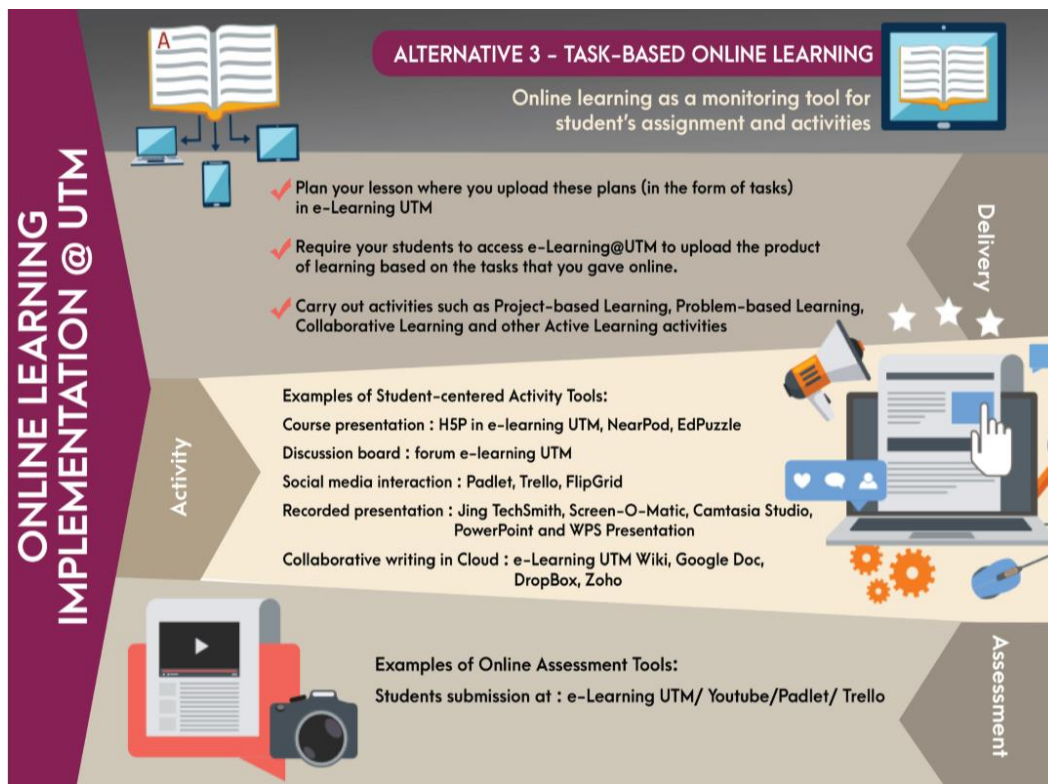 ONLINE LEARNING
IMPLEMENTATION @ UTM
A
ALTERNATIVE 3 - TASK-BASED ONLINE LEARNING
Online learning as a monitoring tool for
student's assignment and activities
Delivery
Plan your lesson where you upload these plans (in the form of tasks)
in e-Learning UTM
Require your students to access e-Learning@UTM to upload the product
of learning based on the tasks that you gave online.
Carry out activities such as Project-based Learning, Problem-based Learning,
Collaborative Learning and other Active Learning activities
Activity
Examples of Student-centered Activity Tools:
Course presentation : H5P in e-learning UTM, NearPod, EdPuzzle
Discussion board : forum e-learning UTM
Social media interaction : Padlet, Trello, FlipGrid
Recorded presentation : Jing TechSmith, Screen-O-Matic, Camtasia Studio,
PowerPoint and WPS Presentation
Collaborative writing in Cloud : e-Learning UTM Wiki, Google Doc,
DropBox, Zoho
Assessment
Examples of Online Assessment Tools:
Students submission at : e-Learning UTM/ Youtube/Padlet/ Trello